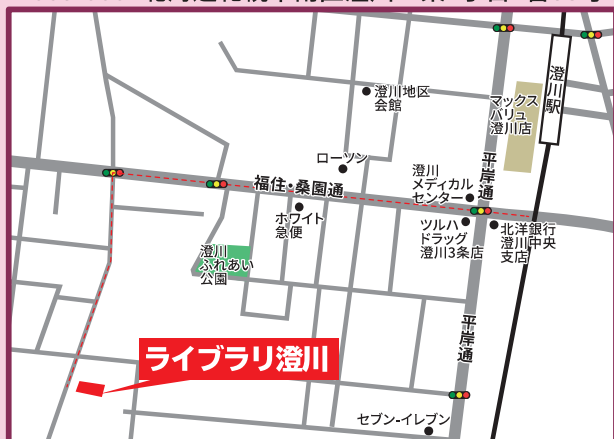 澄川地区
会館
マックス
バリュ
澄川店
澄川駅
ローソン
澄川
メディカル
センター
平岸通
福住・桑園通
ホワイト
急便
ツルハ
ドラッグ
澄川3条店
北洋銀行
澄川中央
支店
澄川
ふれあい
公園
平岸通
ライブラリ澄川
セブン-イレブン